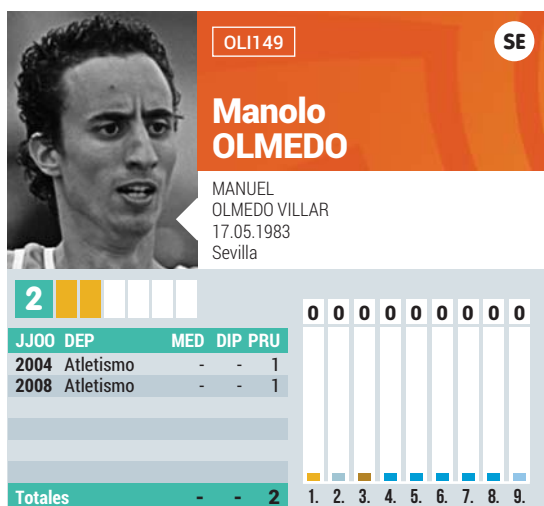 OLI149
SE
Manolo
OLMEDO
MANUEL
OLMEDO VILLAR
17.05.1983
Sevilla
2
JJOO DEP MED DIP PRU
2004 Atletismo - - 1
2008 Atletismo - - 1
Totales - - 2
0 0 0 0 0 0 0 0 0
1. 2. 3. 4. 5. 6. 7. 8. 9.